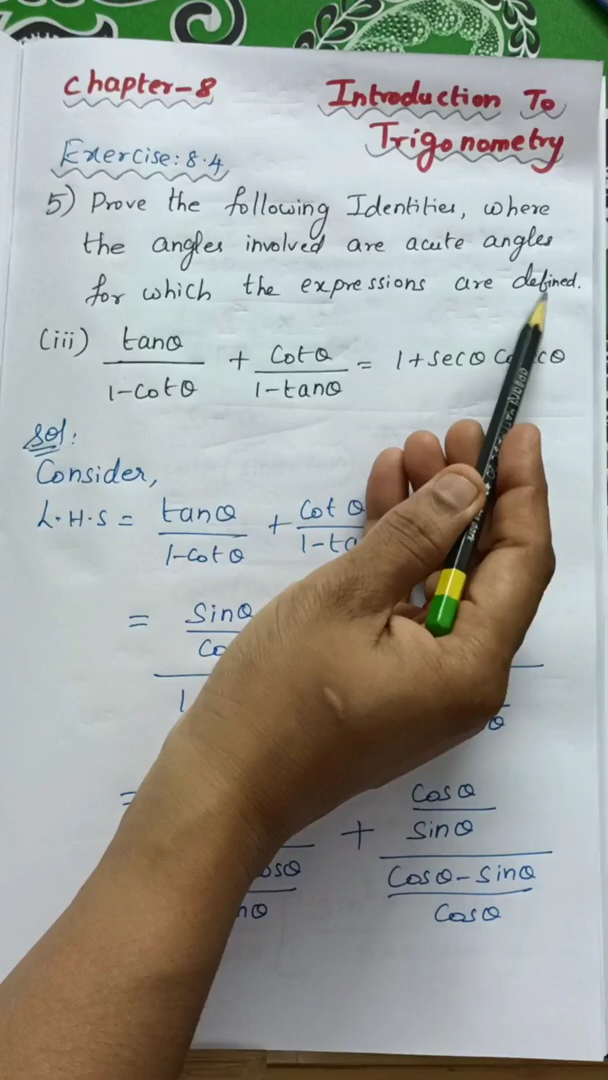 Chapter-8 Introduction To
Trigonometry
Exercise: 8.4
5) Prove the following Identities, where
the angles involved are acute angles
for which the expressions are defined.
(iii) tanθ/1-cotθ + Cotθ/1-tanθ = 1+secθ
Sol:
Consider,
L.H.S = tanθ/1-cotθ + Cotθ
= Sinθ
+ Cosθ/Sinθ
Cosθ-Sinθ/Cosθ